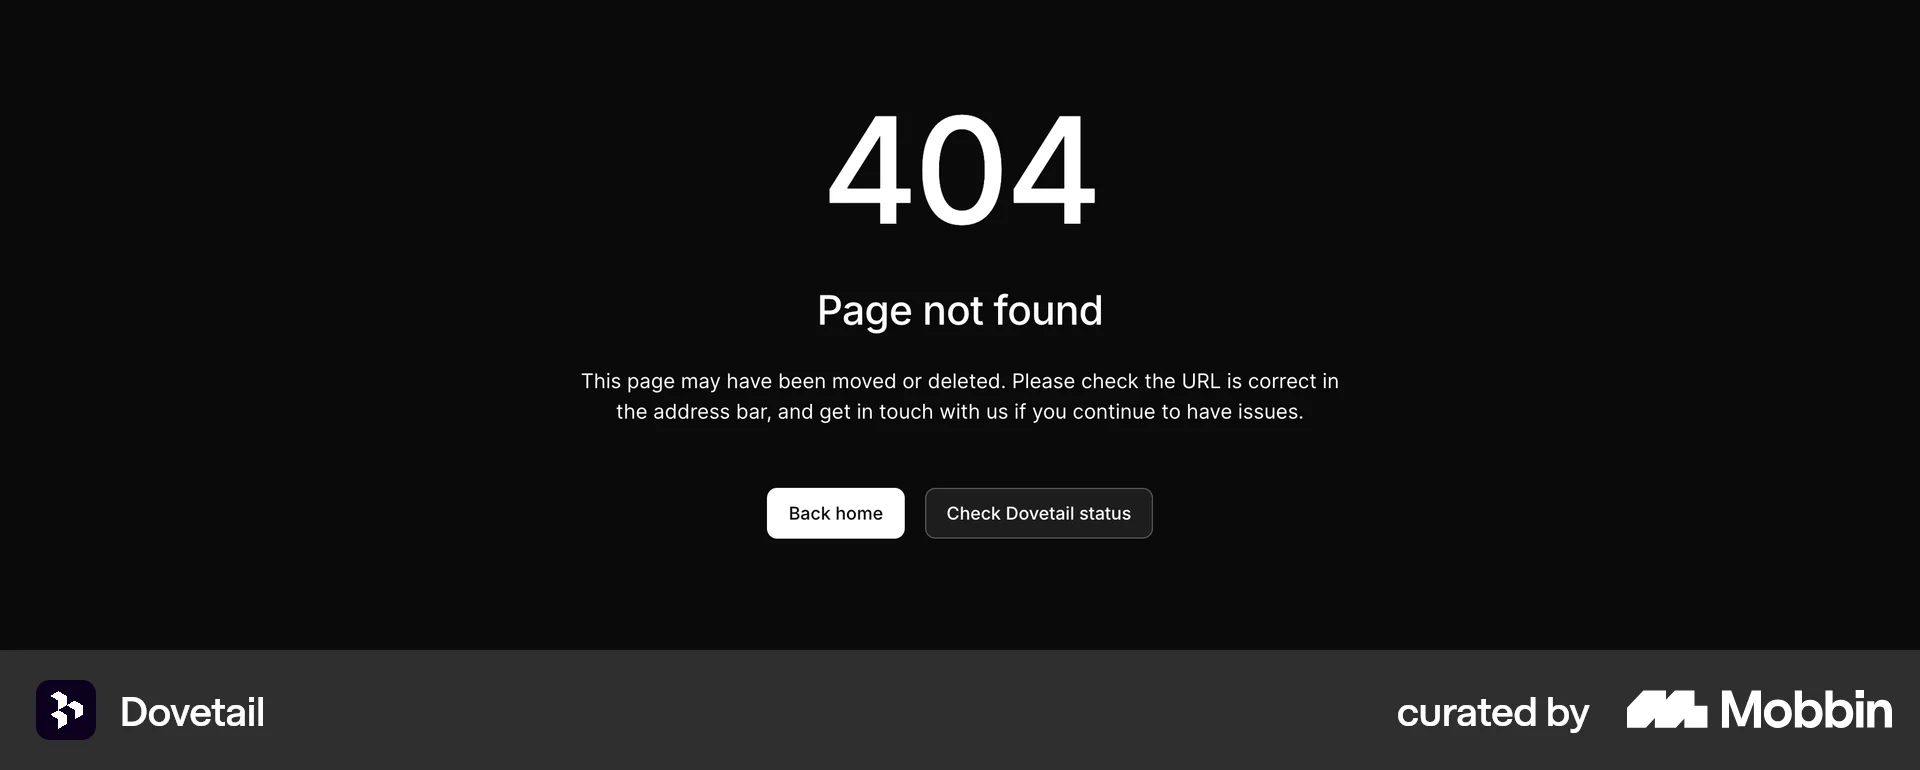 404
Page not found
This page may have been moved or deleted. Please check the URL is correct in
the address bar, and get in touch with us if you continue to have issues.
Back home
Check Dovetail status
Dovetail
curated by Mobbin